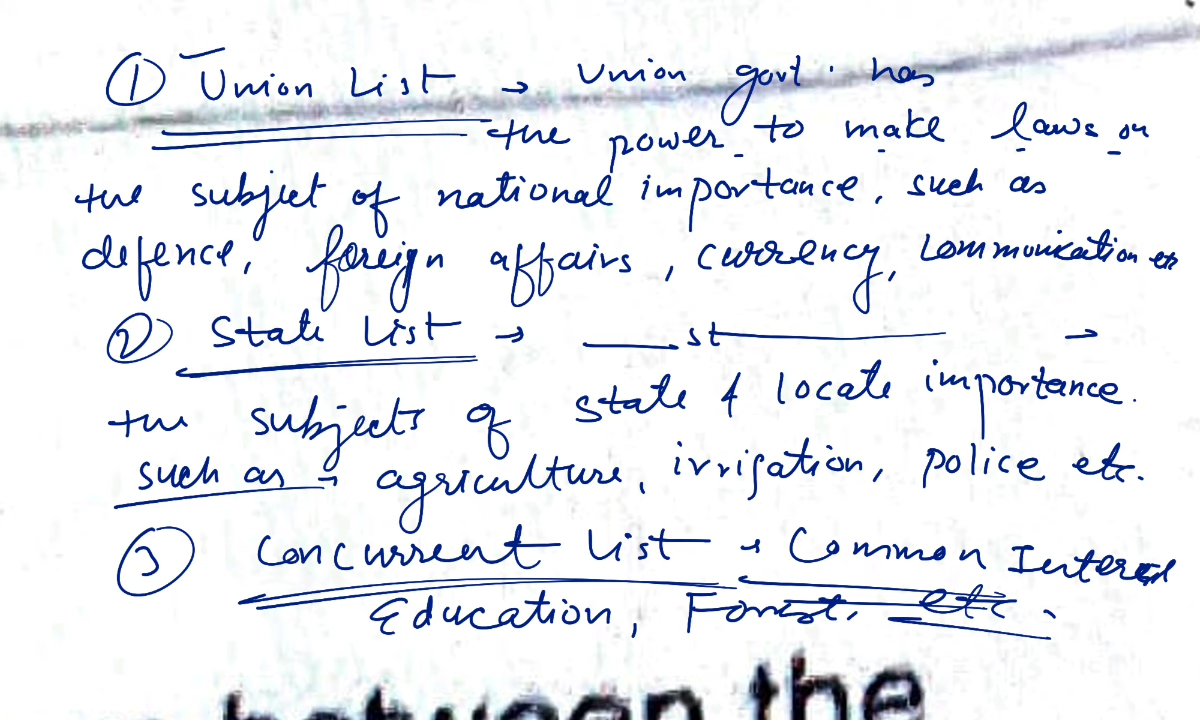 ① Union List → Union govt. has
the power to make laws on
the subject of national importance, such as
defence, foreign affairs, currency, communication etc
② State List → ——st—— →
the subjects of state & locate importance.
such as → agriculture, irrigation, police etc.
③ Concurrent List → Common Interest
Education, Forest, etc.
between the